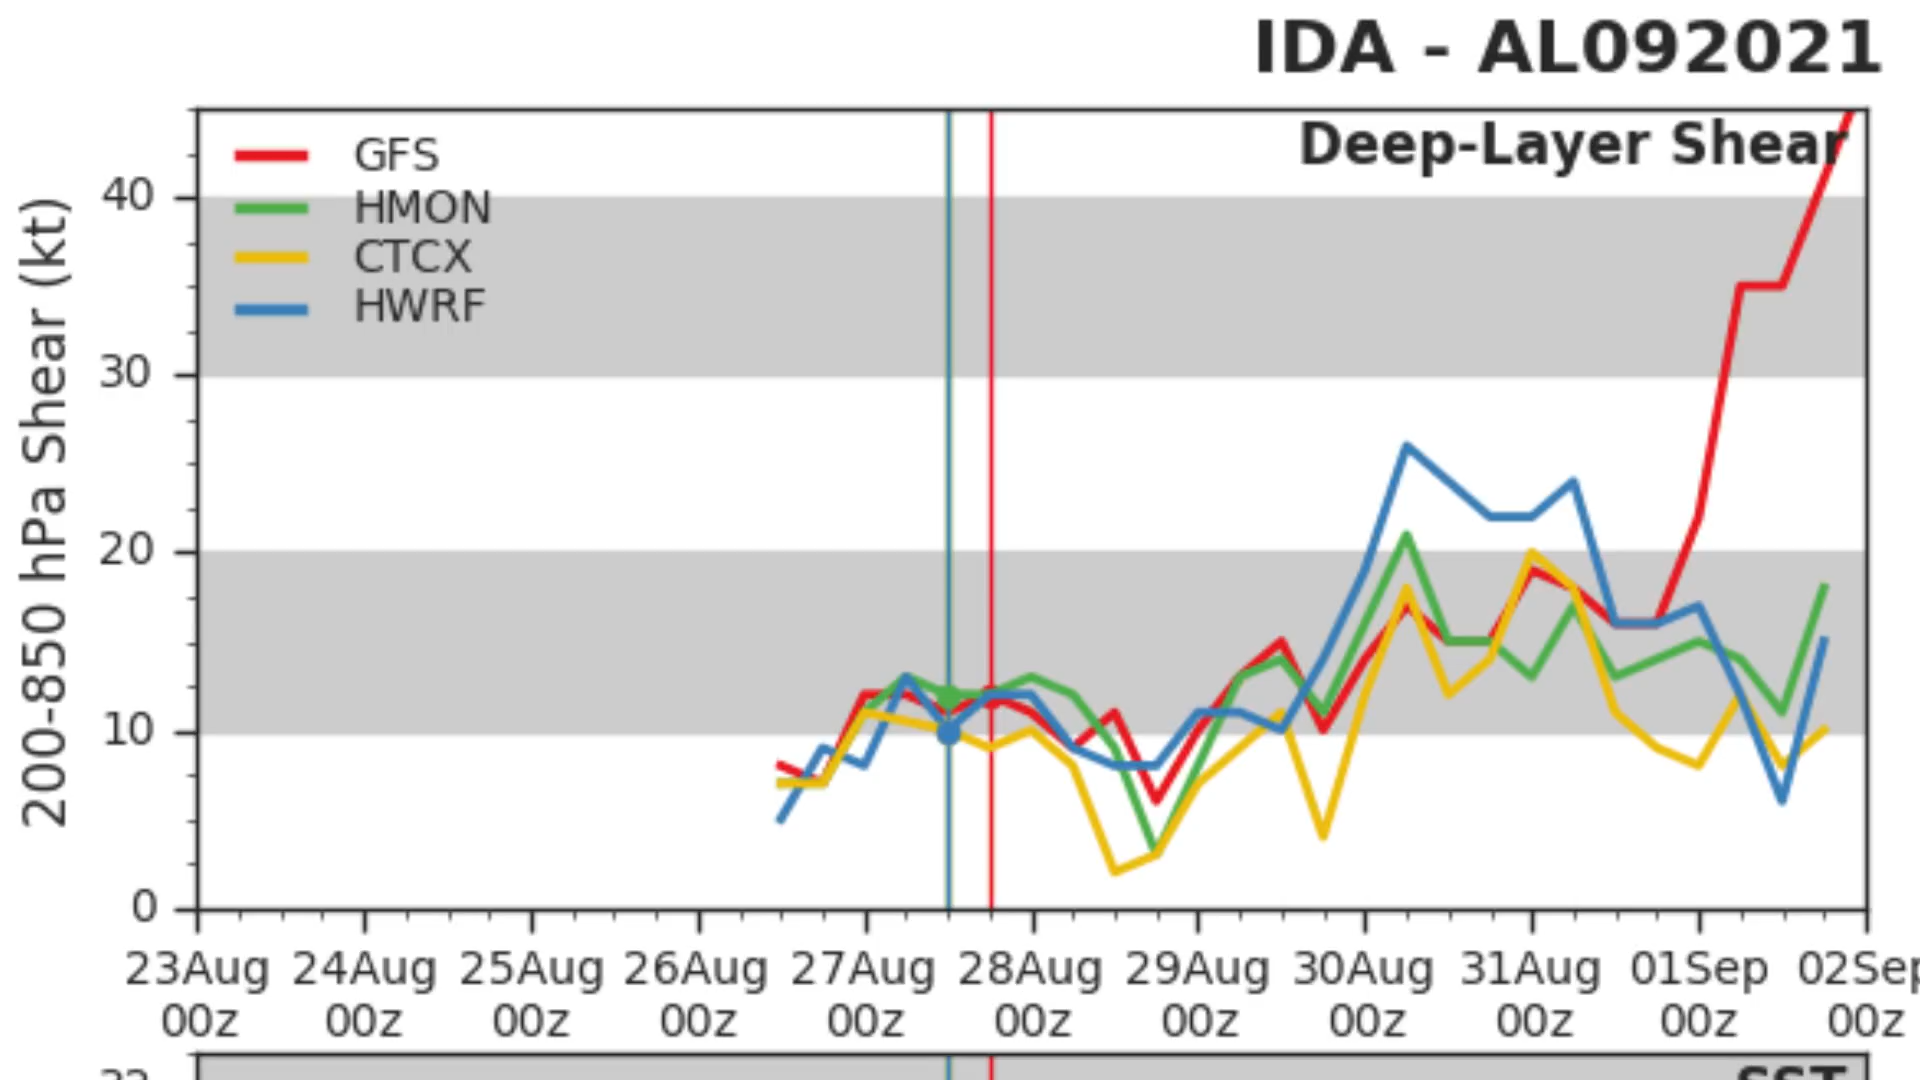 IDA - AL092021
Deep-Layer Shear
GFS
HMON
CTCX
HWRF
200-850 hPa Shear (kt)
40
30
20
10
0
23Aug 24Aug 25Aug 26Aug 27Aug 28Aug 29Aug 30Aug 31Aug 01Sep 02Sep
00z 00z 00z 00z 00z 00z 00z 00z 00z 00z 00z
SST